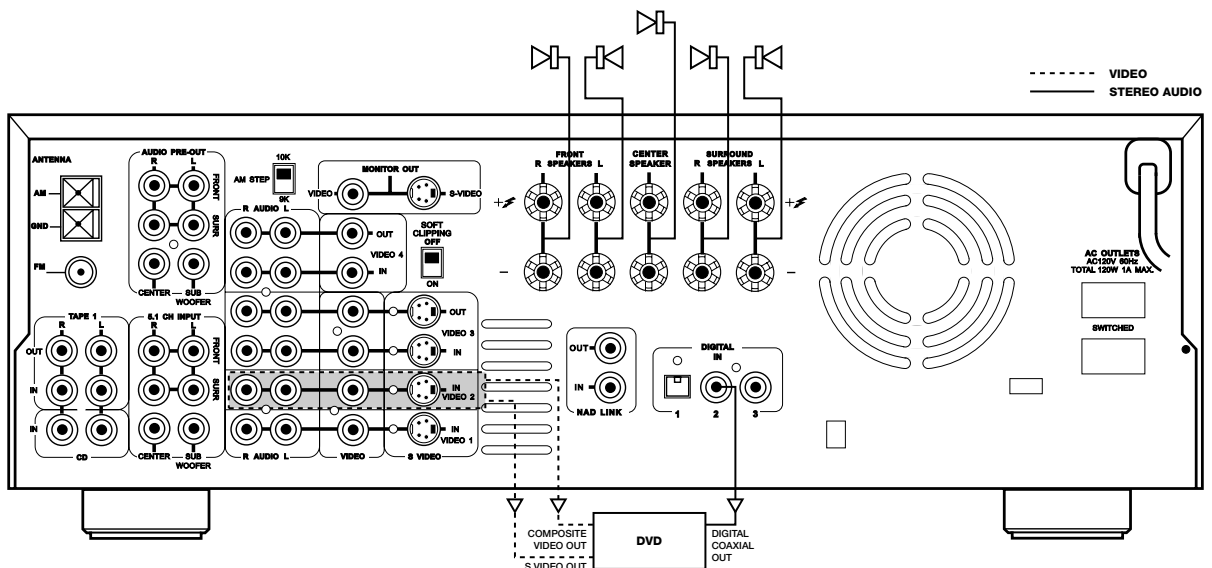 VIDEO
STEREO AUDIO
ANTENNA
AM
GND
FM
AUDIO PRE-OUT
R L
FRONT
SURR
CENTER
SUB
WOOFER
10K
AM STEP
9K
MONITOR OUT
VIDEO
S-VIDEO
R AUDIO L
OUT
VIDEO 4
IN
SOFT
CLIPPING
OFF
ON
FRONT
R SPEAKERS L
CENTER
SPEAKER
SURROUND
R SPEAKERS L
+
+
–
–
AC OUTLETS
AC120V 60Hz
TOTAL 120W 1A MAX.
SWITCHED
TAPE 1
R L
OUT
IN
IN
CD
5.1 CH INPUT
R L
FRONT
SURR
CENTER
SUB
WOOFER
OUT
VIDEO 3
IN
IN
VIDEO 2
IN
VIDEO 1
R AUDIO L
VIDEO
S VIDEO
OUT
IN
NAD LINK
DIGITAL
IN
1 2 3
COMPOSITE
VIDEO OUT
S VIDEO OUT
DVD
DIGITAL
COAXIAL
OUT